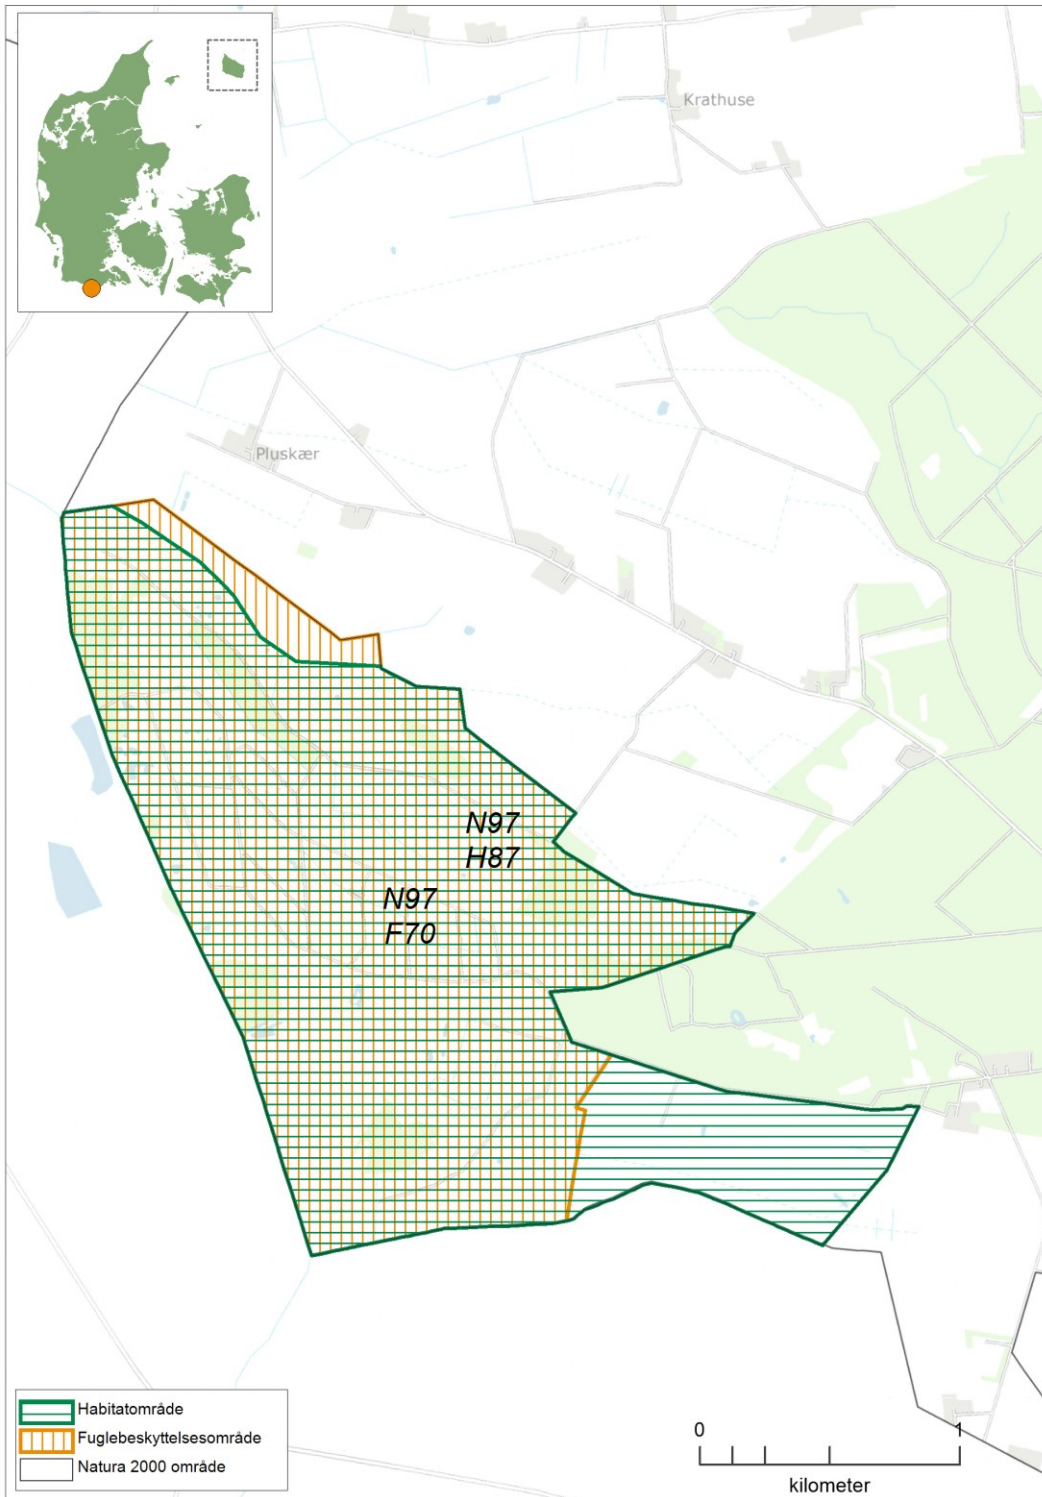 Krathuse
Pluskær
N97
H87
N97
F70
Habitatområde
Fuglebeskyttelsesområde
Natura 2000 område
0 1
kilometer